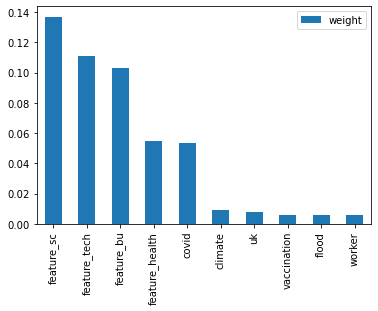 weight
0.14
0.12
0.10
0.08
0.06
0.04
0.02
0.00
feature_sc
feature_tech
feature_bu
feature_health
covid
climate
uk
vaccination
flood
worker